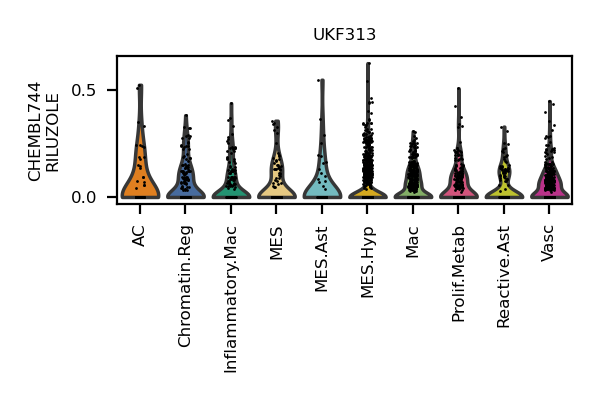 UKF313
CHEMBL744
RILUZOLE
0.5
0.0
AC
Chromatin.Reg
Inflammatory.Mac
MES
MES.Ast
MES.Hyp
Mac
Prolif.Metab
Reactive.Ast
Vasc